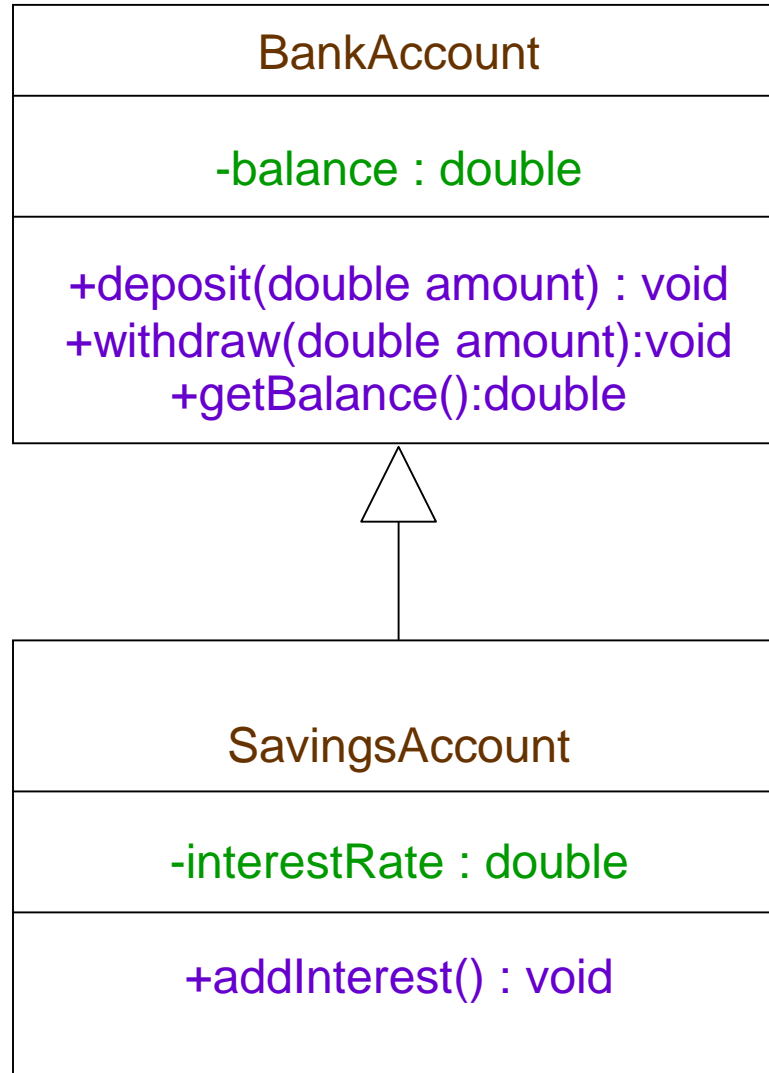 BankAccount
-balance : double
+deposit(double amount) : void
+withdraw(double amount):void
+getBalance():double
SavingsAccount
-interestRate : double
+addInterest() : void